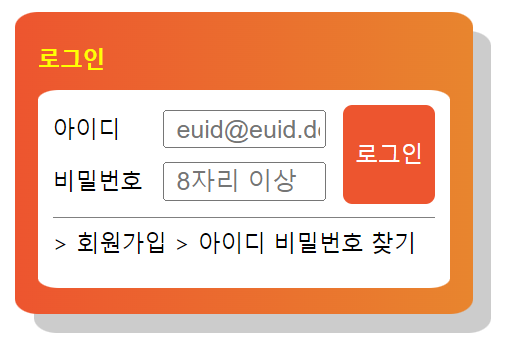 로그인
아이디 euid@euid.d
로그인
비밀번호 8자리 이상
> 회원가입 > 아이디 비밀번호 찾기